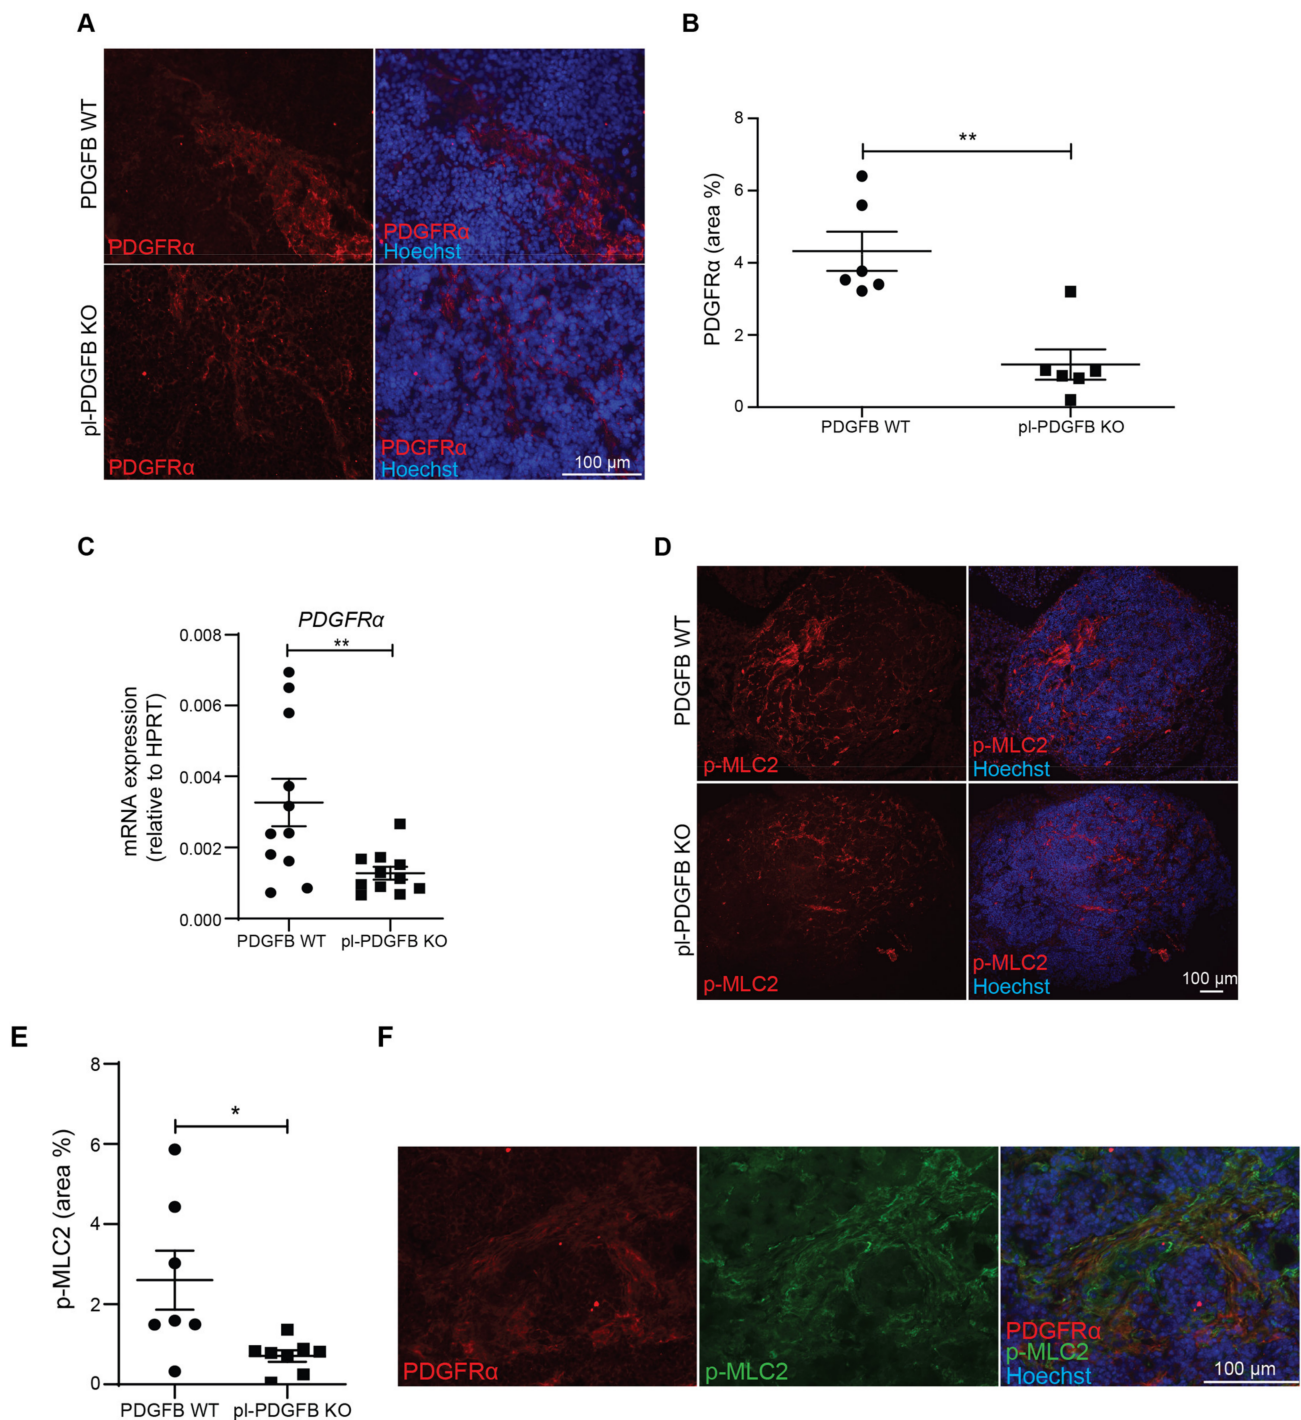 A
PDGFB WT
PDGFRα
PDGFRα
Hoechst
pl-PDGFB KO
PDGFRα
PDGFRα
Hoechst
100 µm
B
PDGFRα (area %)
8
6
4
2
0
**
PDGFB WT
pl-PDGFB KO
C
PDGFRα
**
mRNA expression
(relative to HPRT)
0.008
0.006
0.004
0.002
0.000
PDGFB WT
pl-PDGFB KO
D
PDGFB WT
p-MLC2
p-MLC2
Hoechst
pl-PDGFB KO
p-MLC2
p-MLC2
Hoechst
100 µm
E
p-MLC2 (area %)
8
6
4
2
0
*
PDGFB WT
pl-PDGFB KO
F
PDGFRα
p-MLC2
PDGFRα
p-MLC2
Hoechst
100 µm